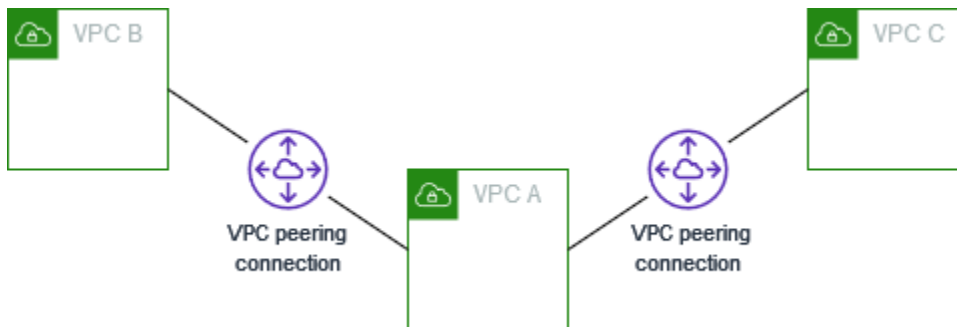 VPC B
VPC C
VPC A
VPC peering
connection
VPC peering
connection